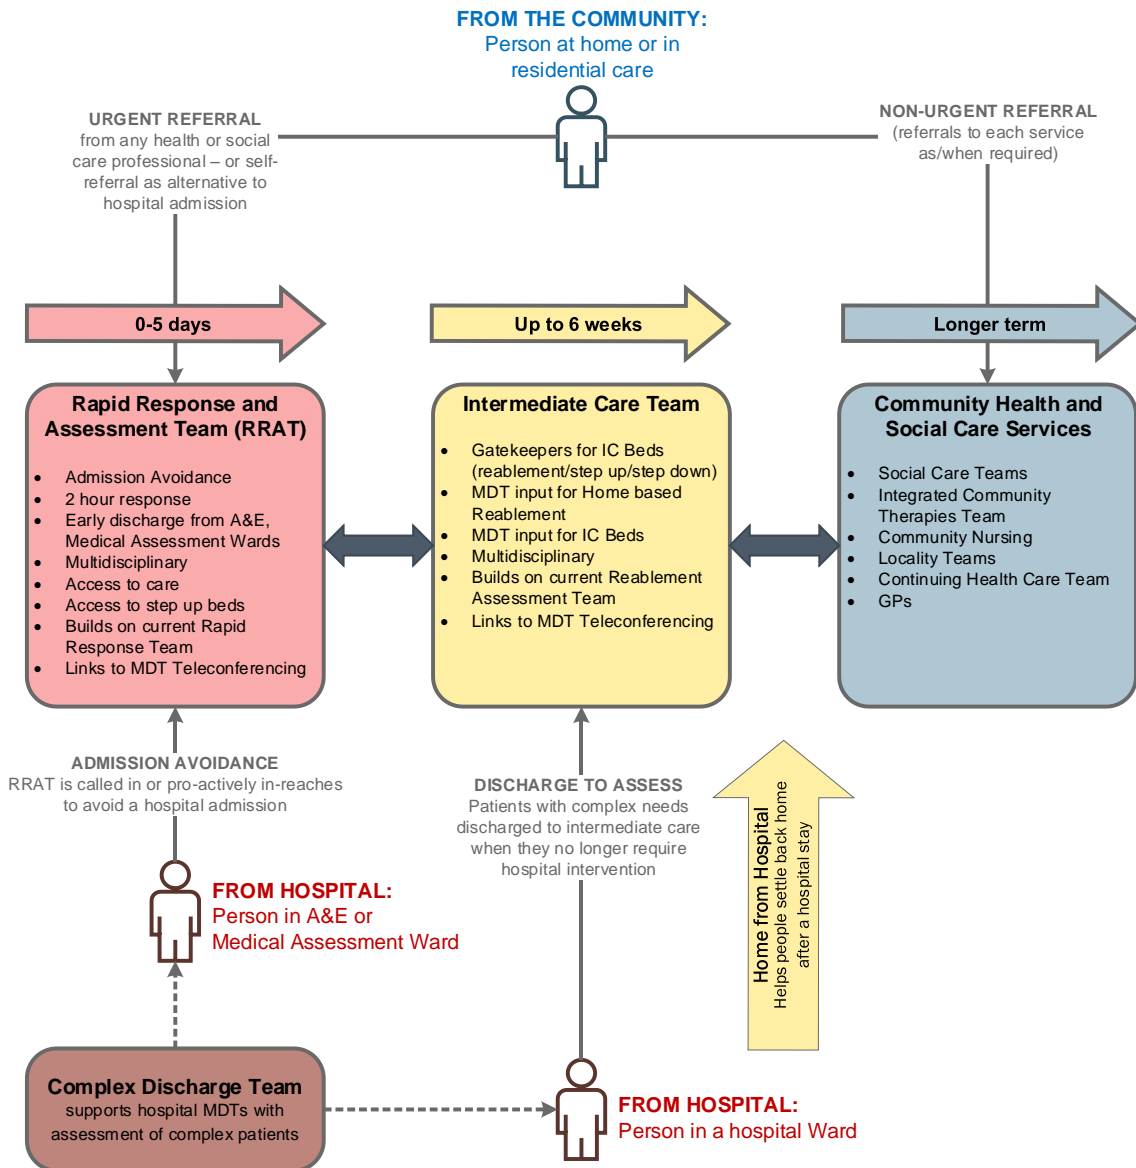 FROM THE COMMUNITY:
Person at home or in
residential care
URGENT REFERRAL
from any health or social
care professional – or self-
referral as alternative to
hospital admission
NON-URGENT REFERRAL
(referrals to each service
as/when required)
0-5 days
Up to 6 weeks
Longer term
Rapid Response and
Assessment Team (RRAT)
• Admission Avoidance
• 2 hour response
• Early discharge from A&E,
Medical Assessment Wards
• Multidisciplinary
• Access to care
• Access to step up beds
• Builds on current Rapid
Response Team
• Links to MDT Teleconferencing
Intermediate Care Team
• Gatekeepers for IC Beds
(reablement/step up/step down)
• MDT input for Home based
Reablement
• MDT input for IC Beds
• Multidisciplinary
• Builds on current Reablement
Assessment Team
• Links to MDT Teleconferencing
Community Health and
Social Care Services
• Social Care Teams
• Integrated Community
Therapies Team
• Community Nursing
• Locality Teams
• Continuing Health Care Team
• GPs
ADMISSION AVOIDANCE
RRAT is called in or pro-actively in-reaches
to avoid a hospital admission
DISCHARGE TO ASSESS
Patients with complex needs
discharged to intermediate care
when they no longer require
hospital intervention
Home from Hospital
Helps people settle back home
after a hospital stay
FROM HOSPITAL:
Person in A&E or
Medical Assessment Ward
Complex Discharge Team
supports hospital MDTs with
assessment of complex patients
FROM HOSPITAL:
Person in a hospital Ward